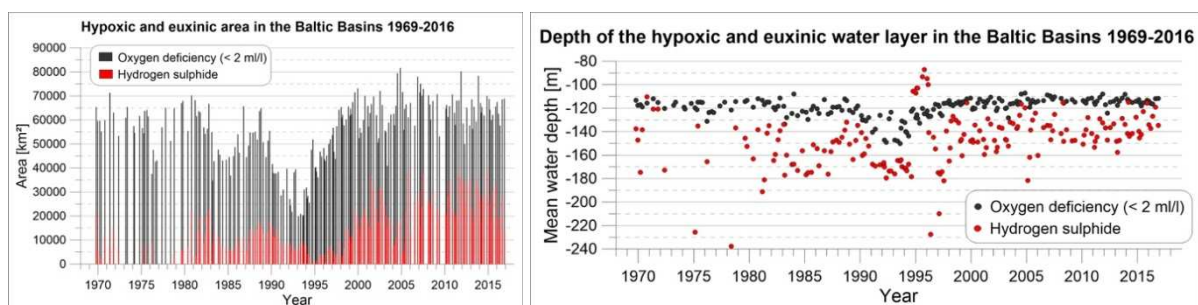 Hypoxic and euxinic area in the Baltic Basins 1969-2016
90000
80000
70000
60000
50000
40000
30000
20000
10000
0
Area [km²]
Oxygen deficiency (< 2 ml/l)
Hydrogen sulphide
1970 1975 1980 1985 1990 1995 2000 2005 2010 2015
Year
Depth of the hypoxic and euxinic water layer in the Baltic Basins 1969-2016
-80
-100
-120
-140
-160
-180
-200
-220
-240
Mean water depth [m]
Oxygen deficiency (< 2 ml/l)
Hydrogen sulphide
1970 1975 1980 1985 1990 1995 2000 2005 2010 2015
Year